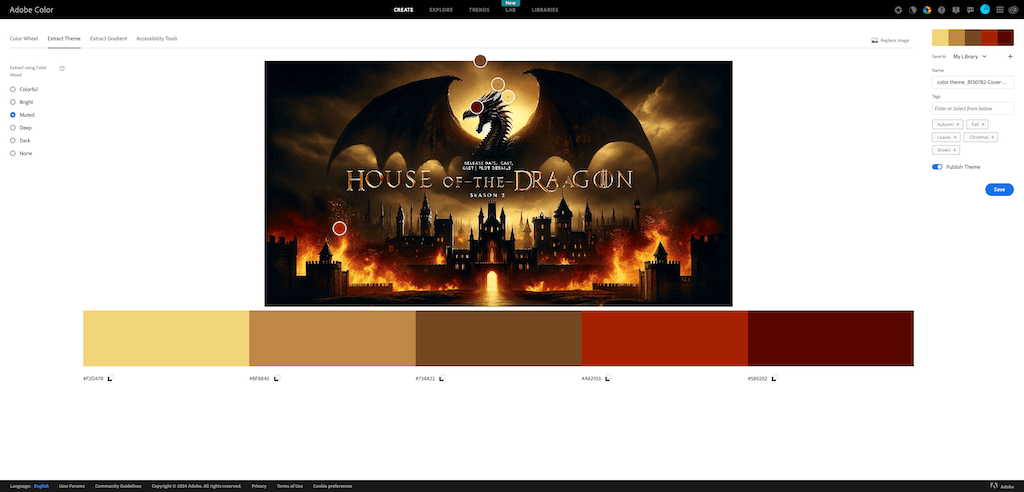 Adobe Color
CREATE
EXPLORE
TRENDS
New
LAB
LIBRARIES
Color Wheel
Extract Theme
Extract Gradient
Accessibility Tools
Replace Image
Extract using Color
Mood
Colorful
Bright
Muted
Deep
Dark
None
RELEASE DATE, CAST,
CAST | PLOT DETAILS
HOUSE OF-THE-DRAAGON
SEASON 2
#F2D479
#BF8845
#734822
#A62103
#590202
Save to
My Library
Name
color theme_8130782-Cover-...
Tags
Enter or Select from below
Autumn +
Fall +
Leaves +
Christmas +
Brown +
Publish Theme
Save
Language: English
User Forums
Community Guidelines
Copyright © 2024 Adobe. All rights reserved.
Privacy
Terms of Use
Cookie preferences
Adobe